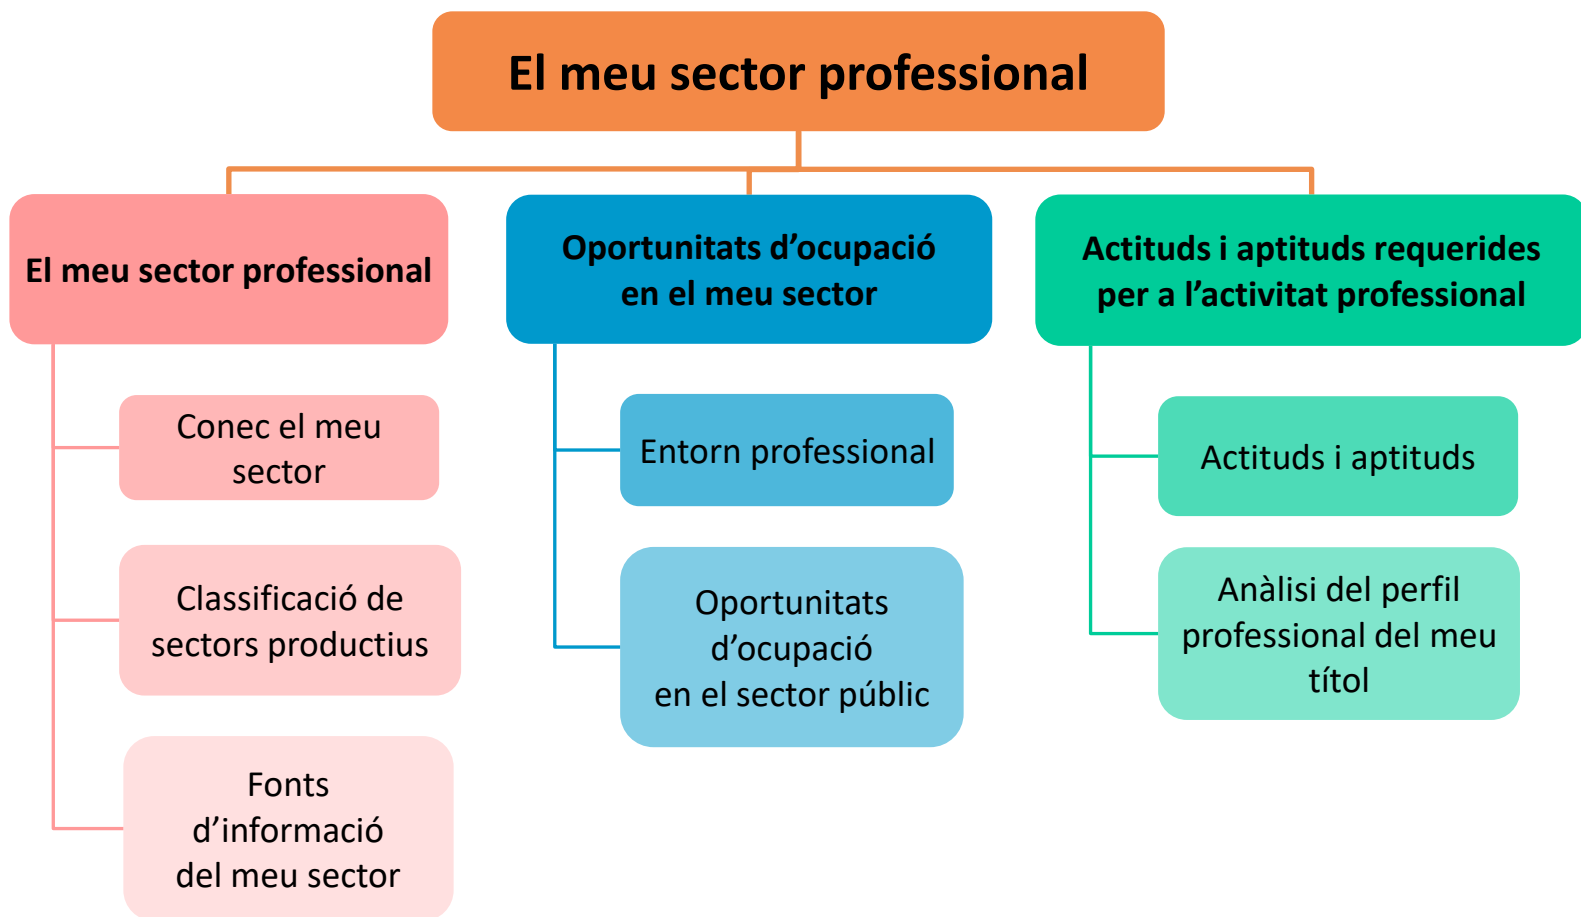 El meu sector professional
El meu sector professional
Conec el meu
sector
Classificació de
sectors productius
Fonts
d’informació
del meu sector
Oportunitats d’ocupació
en el meu sector
Entorn professional
Oportunitats
d’ocupació
en el sector públic
Actituds i aptituds requerides
per a l’activitat professional
Actituds i aptituds
Anàlisi del perfil
professional del meu
títol